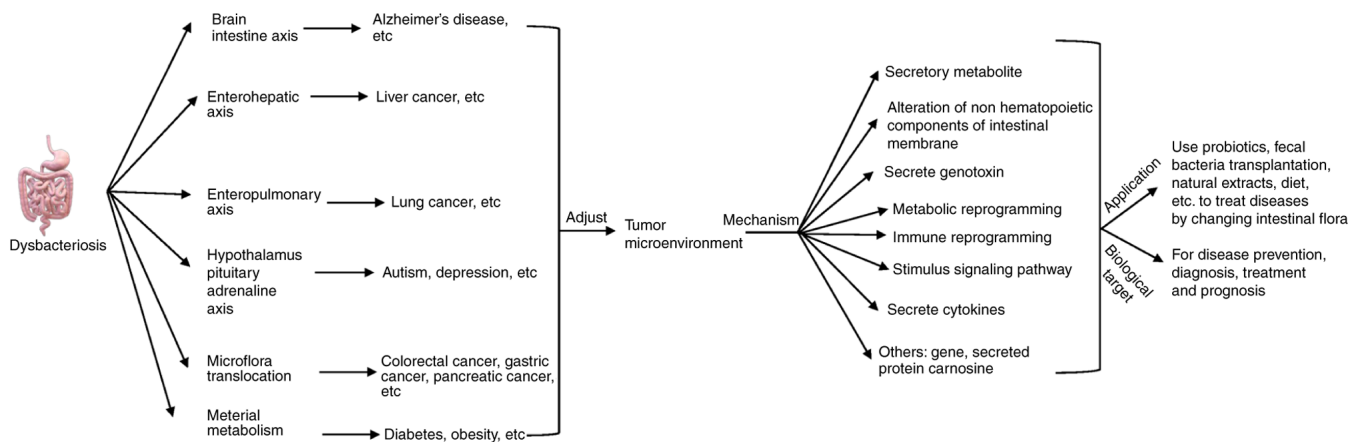 Dysbacteriosis
Brain
intestine axis
Alzheimer's disease,
etc
Enterohepatic
axis
Liver cancer, etc
Enteropulmonary
axis
Lung cancer, etc
Hypothalamus
pituitary
adrenaline
axis
Autism, depression, etc
Microflora
translocation
Colorectal cancer, gastric
cancer, pancreatic cancer,
etc
Meterial
metabolism
Diabetes, obesity, etc
Adjust
Tumor
microenvironment
Mechanism
Secretory metabolite
Alteration of non hematopoietic
components of intestinal
membrane
Secrete genotoxin
Metabolic reprogramming
Immune reprogramming
Stimulus signaling pathway
Secrete cytokines
Others: gene, secreted
protein carnosine
Application
Use probiotics, fecal
bacteria transplantation,
natural extracts, diet,
etc. to treat diseases
by changing intestinal flora
Biological
target
For disease prevention,
diagnosis, treatment
and prognosis